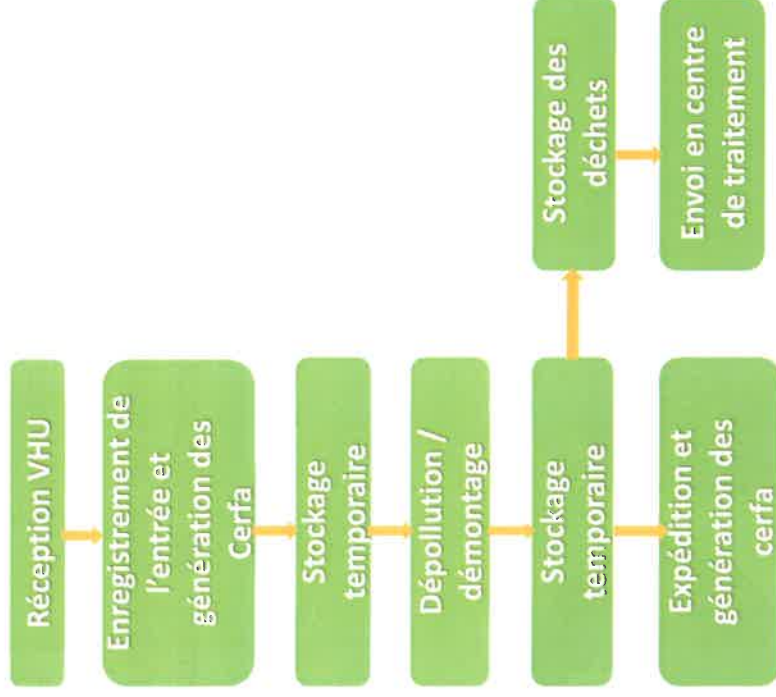 Réception VHU
Enregistrement de
l'entrée et
génération des
Cerfa
Stockage
temporaire
Dépollution /
démontage
Stockage
temporaire
Expédition et
génération des
cerfa
Stockage des
déchets
Envoi en centre
de traitement